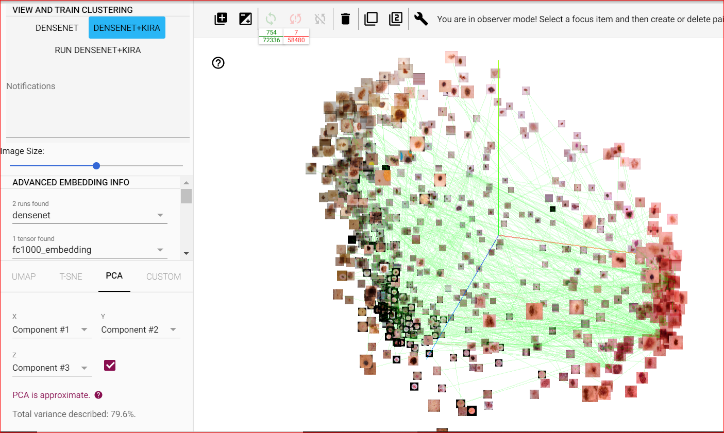 VIEW AND TRAIN CLUSTERING
DENSENET
DENSENET+KIRA
RUN DENSENET+KIRA
Notifications
Image Size:
ADVANCED EMBEDDING INFO
2 runs found
densenet
1 tensor found
fc1000_embedding
UMAP
T-SNE
PCA
CUSTOM
X
Component #1
Y
Component #2
Z
Component #3
PCA is approximate.
Total variance described: 79.6%.
754
72336
7
58480
You are in observer mode! Select a focus item and then create or delete pai